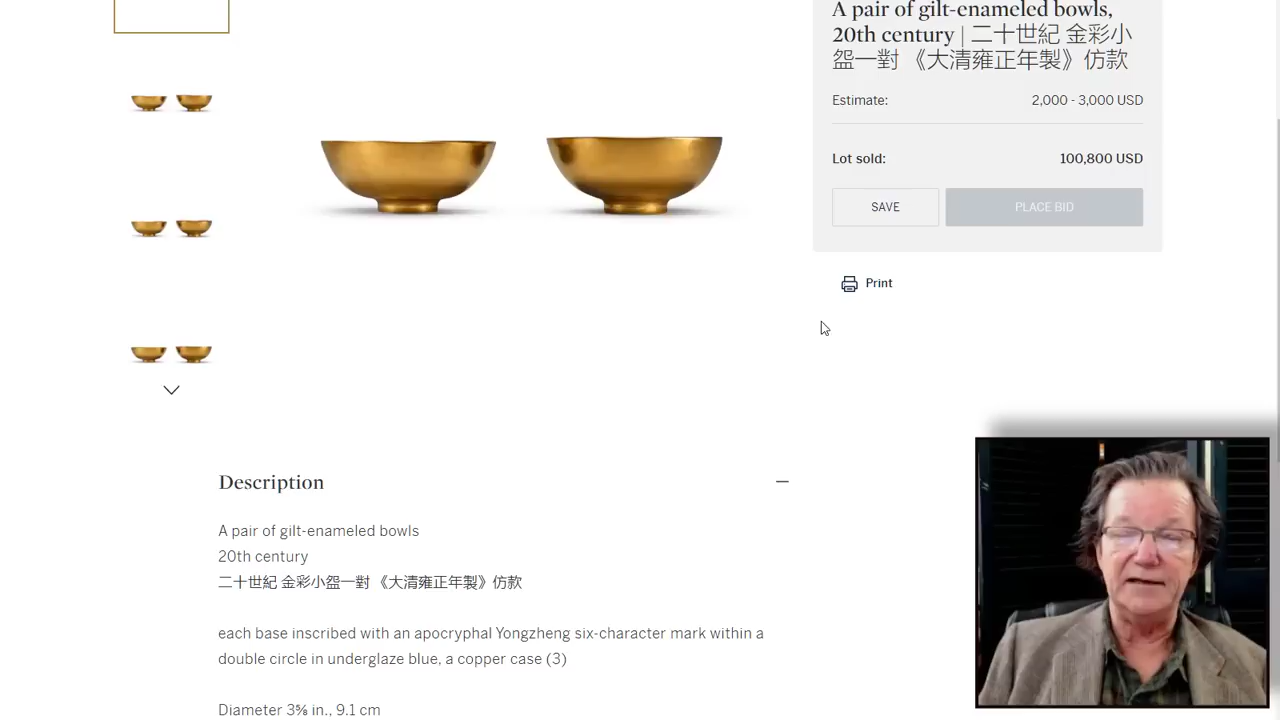 A pair of gilt-enameled bowls,
20th century | 二十世紀 金彩小
盌一對 《大清雍正年製》仿款
Estimate: 2,000 - 3,000 USD
Lot sold: 100,800 USD
SAVE
PLACE BID
Print
Description
A pair of gilt-enameled bowls
20th century
二十世紀 金彩小盌一對 《大清雍正年製》仿款
each base inscribed with an apocryphal Yongzheng six-character mark within a
double circle in underglaze blue, a copper case (3)
Diameter 3⅝ in., 9.1 cm